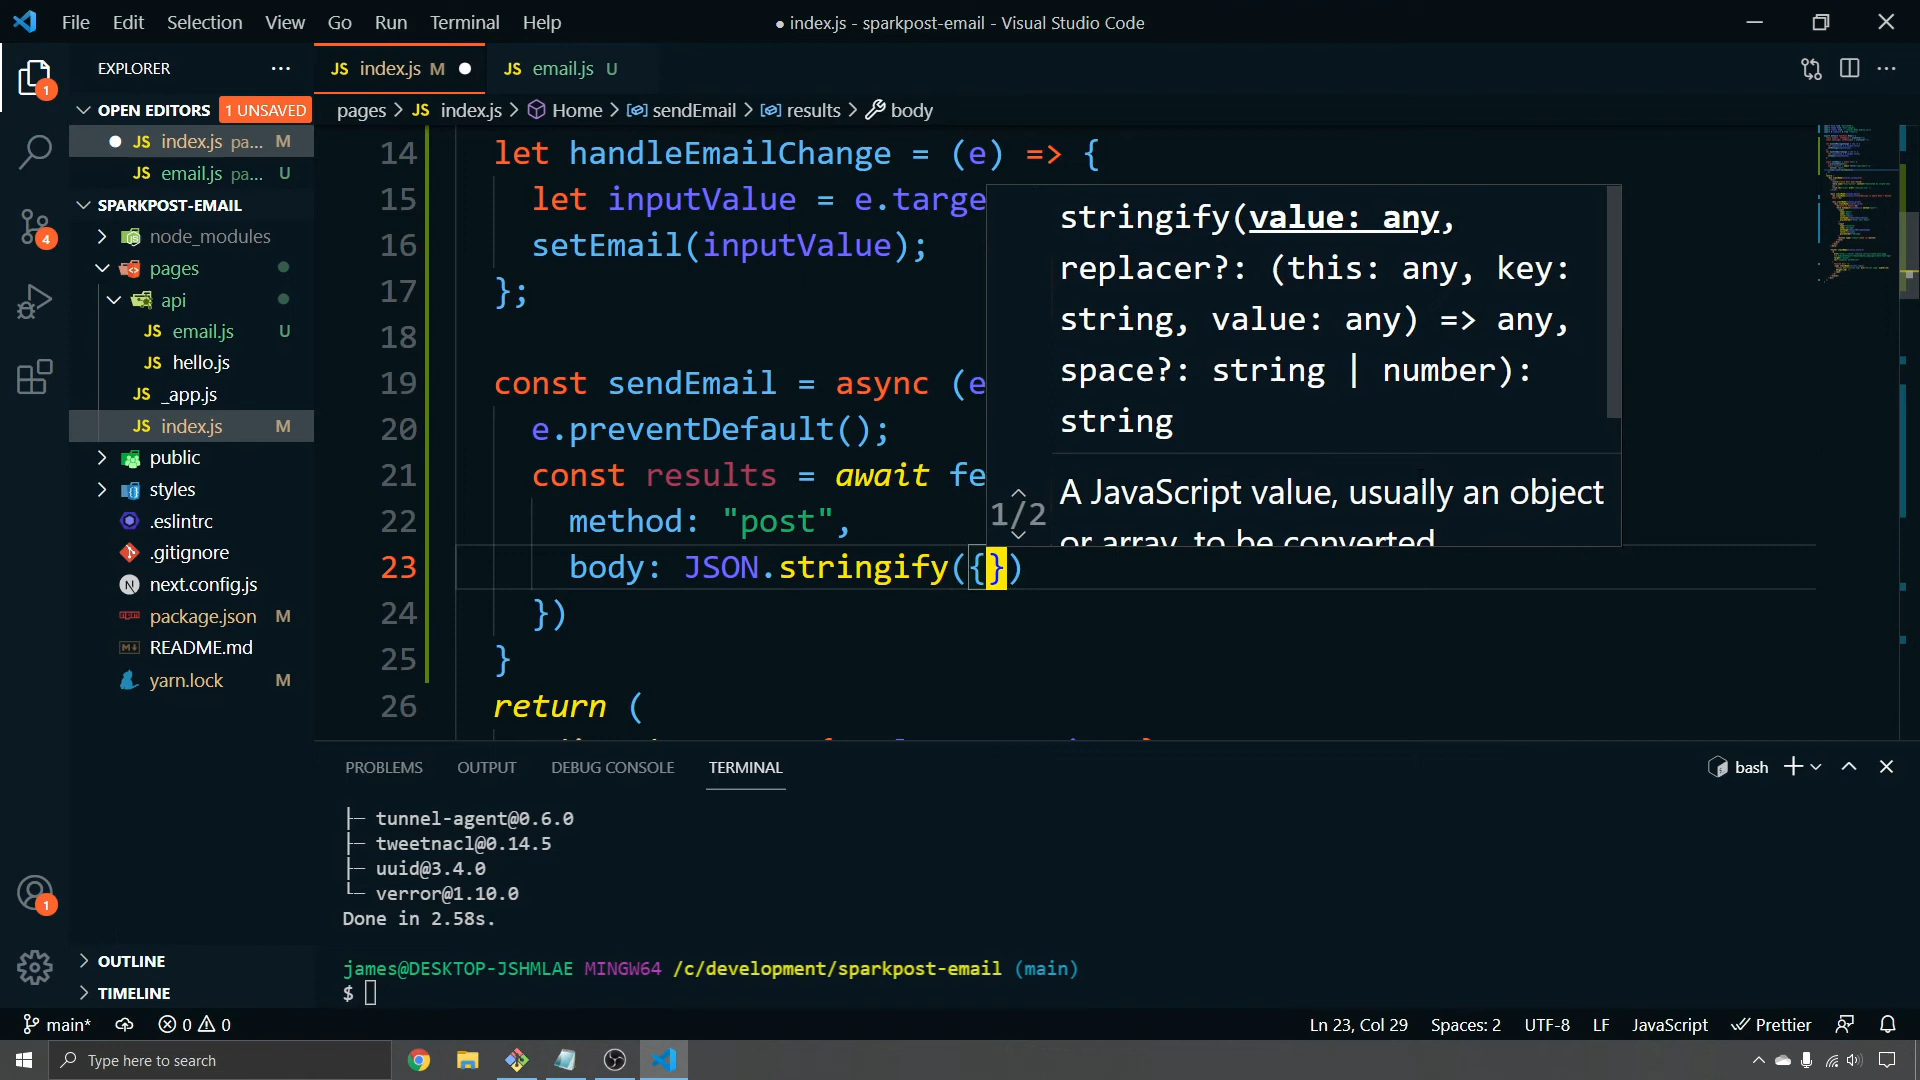 File Edit Selection View Go Run Terminal Help
● index.js - sparkpost-email - Visual Studio Code
EXPLORER
JS index.js M
JS email.js U
OPEN EDITORS 1 UNSAVED
pages > JS index.js > Home > sendEmail > results > body
JS index.js pa... M
JS email.js pa... U
SPARKPOST-EMAIL
node_modules
pages
api
JS email.js U
JS hello.js
JS _app.js
JS index.js M
public
styles
.eslintrc
.gitignore
next.config.js
package.json M
README.md
yarn.lock M
OUTLINE
TIMELINE
1
4
1
14 let handleEmailChange = (e) => {
15 let inputValue = e.targe
16 setEmail(inputValue);
17 };
18
19 const sendEmail = async (e
20 e.preventDefault();
21 const results = await fe
22 method: "post",
23 body: JSON.stringify({})
24 })
25 }
26 return (
stringify(value: any,
replacer?: (this: any, key:
string, value: any) => any,
space?: string | number):
string
1/2
A JavaScript value, usually an object
or array, to be converted
PROBLEMS OUTPUT DEBUG CONSOLE TERMINAL
bash
├─ tunnel-agent@0.6.0
├─ tweetnacl@0.14.5
├─ uuid@3.4.0
└─ verror@1.10.0
Done in 2.58s.
james@DESKTOP-JSHMLAE MINGW64 /c/development/sparkpost-email (main)
$
main* 0 0
Ln 23, Col 29 Spaces: 2 UTF-8 LF JavaScript Prettier
Type here to search